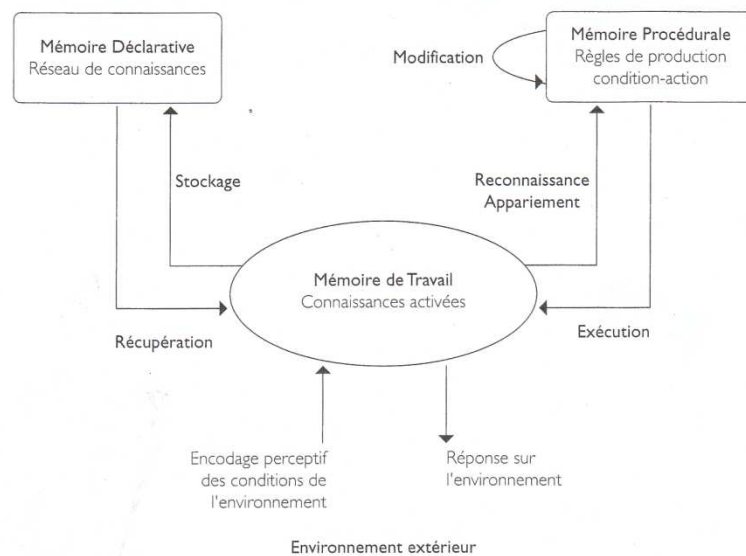 Mémoire Déclarative
Réseau de connaissances
Modification
Mémoire Procédurale
Règles de production
condition-action
Stockage
Reconnaissance
Appariement
Mémoire de Travail
Connaissances activées
Récupération
Exécution
Encodage perceptif
des conditions de
l'environnement
Réponse sur
l'environnement
Environnement extérieur